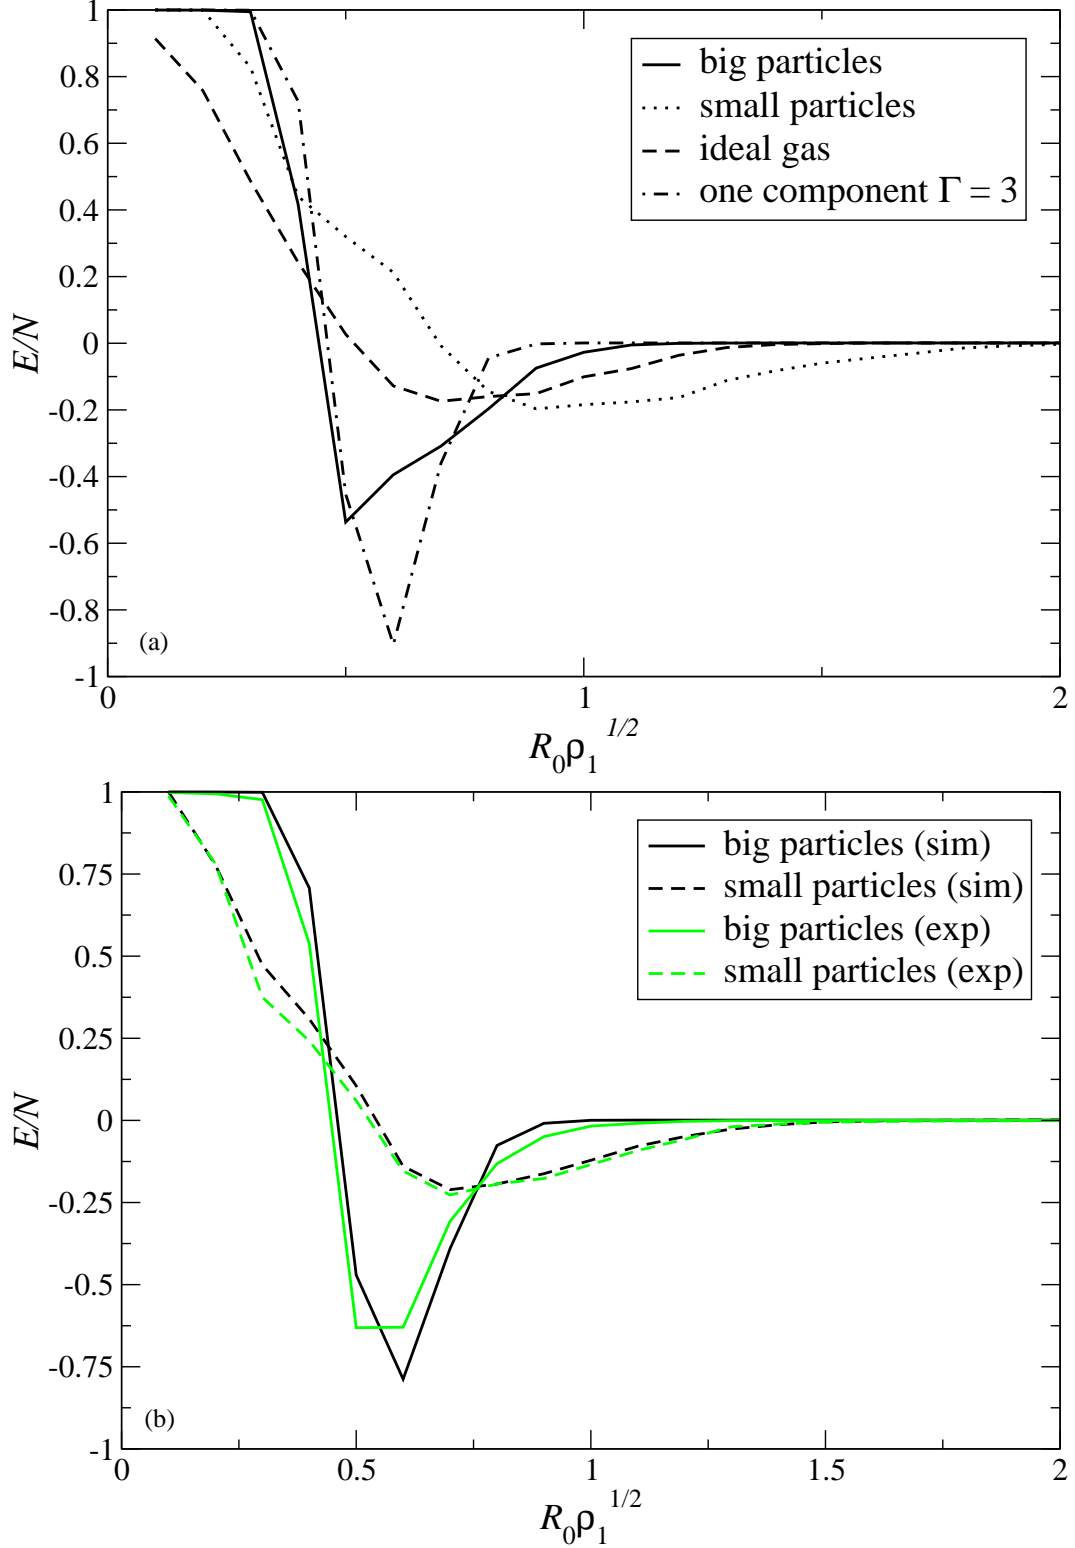 1
0.8
0.6
0.4
0.2
0
-0.2
-0.4
-0.6
-0.8
-1
E/N
big particles
small particles
ideal gas
one component Γ = 3
(a)
0
1
2
R₀ρ₁^1/2
1
0.75
0.5
0.25
0
-0.25
-0.5
-0.75
-1
E/N
big particles (sim)
small particles (sim)
big particles (exp)
small particles (exp)
(b)
0
0.5
1
1.5
2
R₀ρ₁^1/2